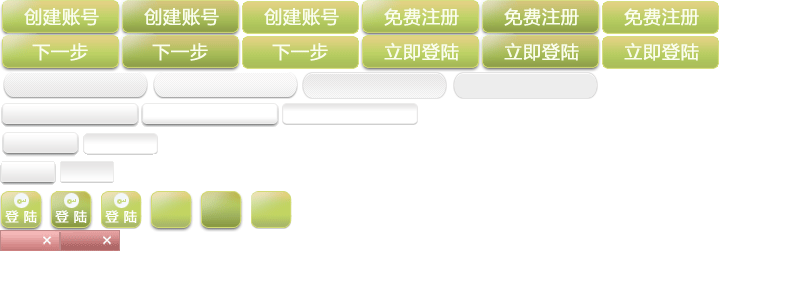 创建账号 创建账号 创建账号 免费注册 免费注册 免费注册
下一步 下一步 下一步 立即登陆 立即登陆 立即登陆
登 陆 登 陆 登 陆
× ×